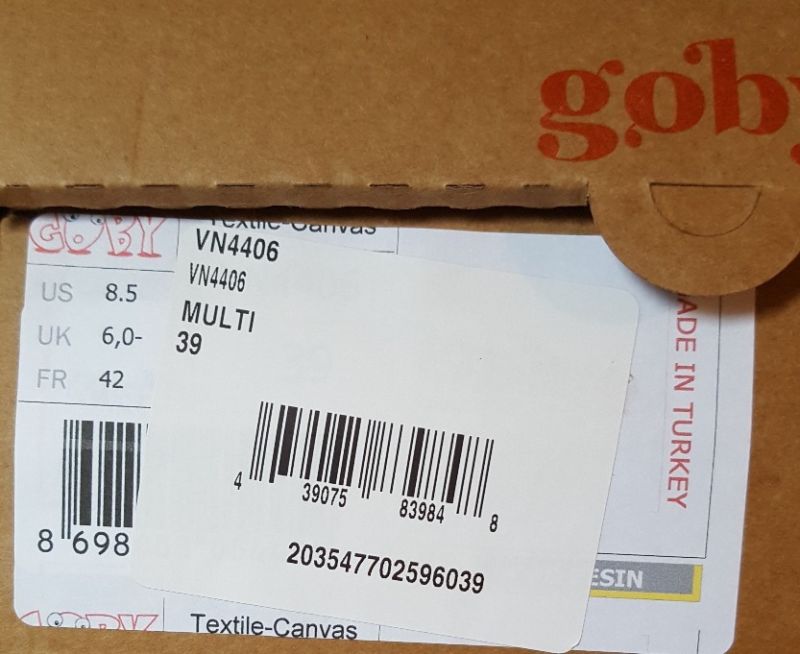 goby
GOBY
Textile-Canvas
VN4406
VN4406
MULTI
39
US 8.5
UK 6,0-
FR 42
4 39075 83984 8
203547702596039
8 698
ADE IN TURKEY
ESIN
Textile-Canvas